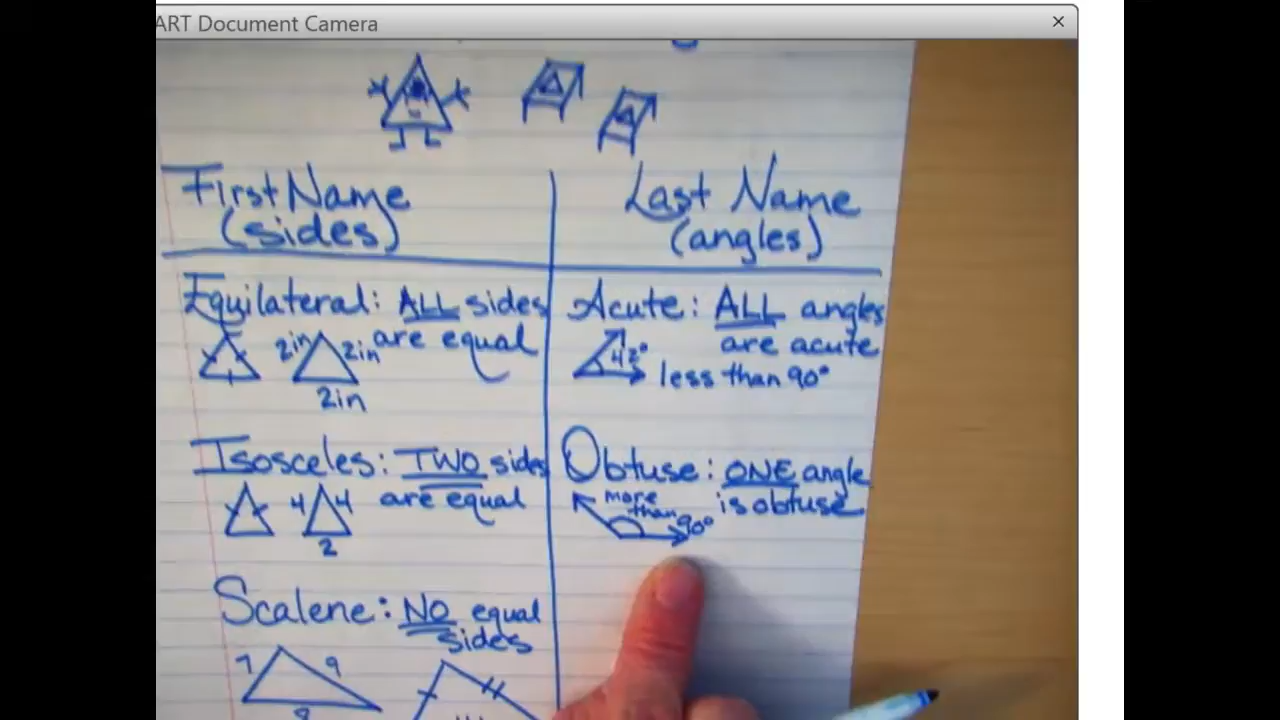 ART Document Camera
First Name
(sides)
Last Name
(angles)
Equilateral: ALL sides
are equal
2in 2in
2in
Isosceles: TWO sides
are equal
4 4
2
Scalene: NO equal
sides
7 9
8
Acute: ALL angles
are acute
42°
less than 90°
Obtuse: ONE angle
is obtuse
more
than
90°